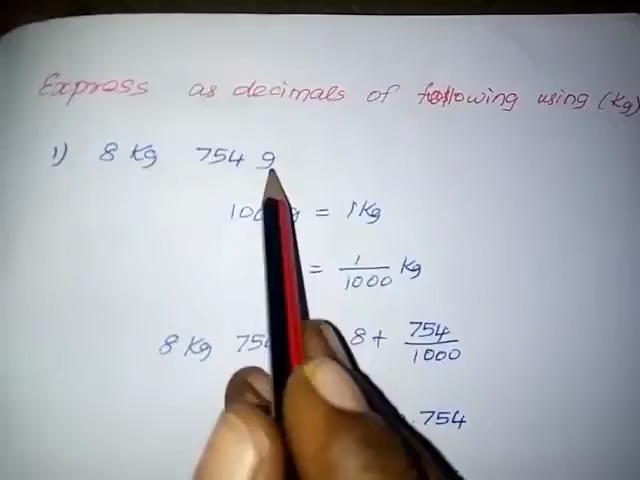 Express as decimals of following using (Kg)
1) 8 Kg 754 g
= 1Kg
= 1/1000 Kg
8 Kg 8 + 754/1000
.754